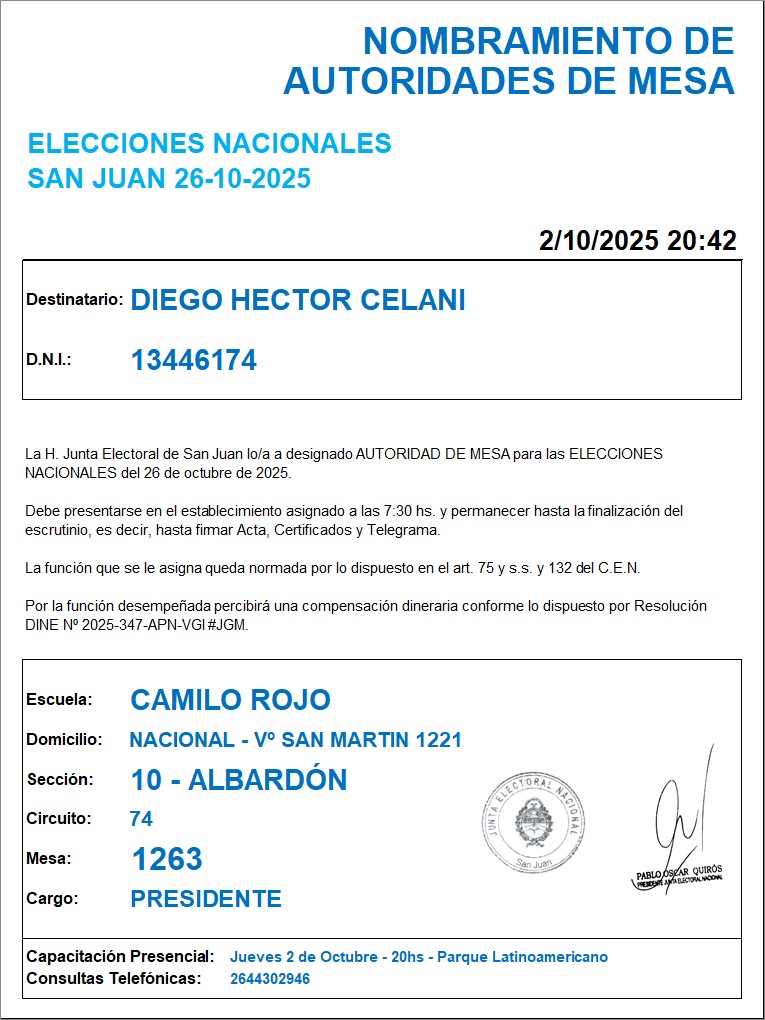 NOMBRAMIENTO DE
AUTORIDADES DE MESA
ELECCIONES NACIONALES
SAN JUAN 26-10-2025
2/10/2025 20:42
Destinatario: DIEGO HECTOR CELANI
D.N.I.: 13446174
La H. Junta Electoral de San Juan lo/a a designado AUTORIDAD DE MESA para las ELECCIONES
NACIONALES del 26 de octubre de 2025.
Debe presentarse en el establecimiento asignado a las 7:30 hs. y permanecer hasta la finalización del
escrutinio, es decir, hasta firmar Acta, Certificados y Telegrama.
La función que se le asigna queda normada por lo dispuesto en el art. 75 y s.s. y 132 del C.E.N.
Por la función desempeñada percibirá una compensación dineraria conforme lo dispuesto por Resolución
DINE Nº 2025-347-APN-VGI#JGM.
Escuela: CAMILO ROJO
Domicilio: NACIONAL - Vº SAN MARTIN 1221
Sección: 10 - ALBARDÓN
Circuito: 74
Mesa: 1263
Cargo: PRESIDENTE
JUNTA ELECTORAL NACIONAL
San Juan
PABLO OSCAR QUIRÓS
PRESIDENTE JUNTA ELECTORAL NACIONAL
Capacitación Presencial: Jueves 2 de Octubre - 20hs - Parque Latinoamericano
Consultas Telefónicas: 2644302946